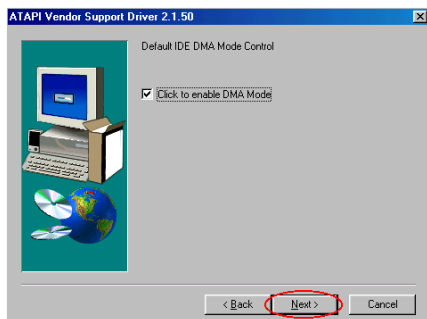 ATAPI Vendor Support Driver 2.1.50
Default IDE DMA Mode Control
Click to enable DMA Mode
< Back
Next >
Cancel